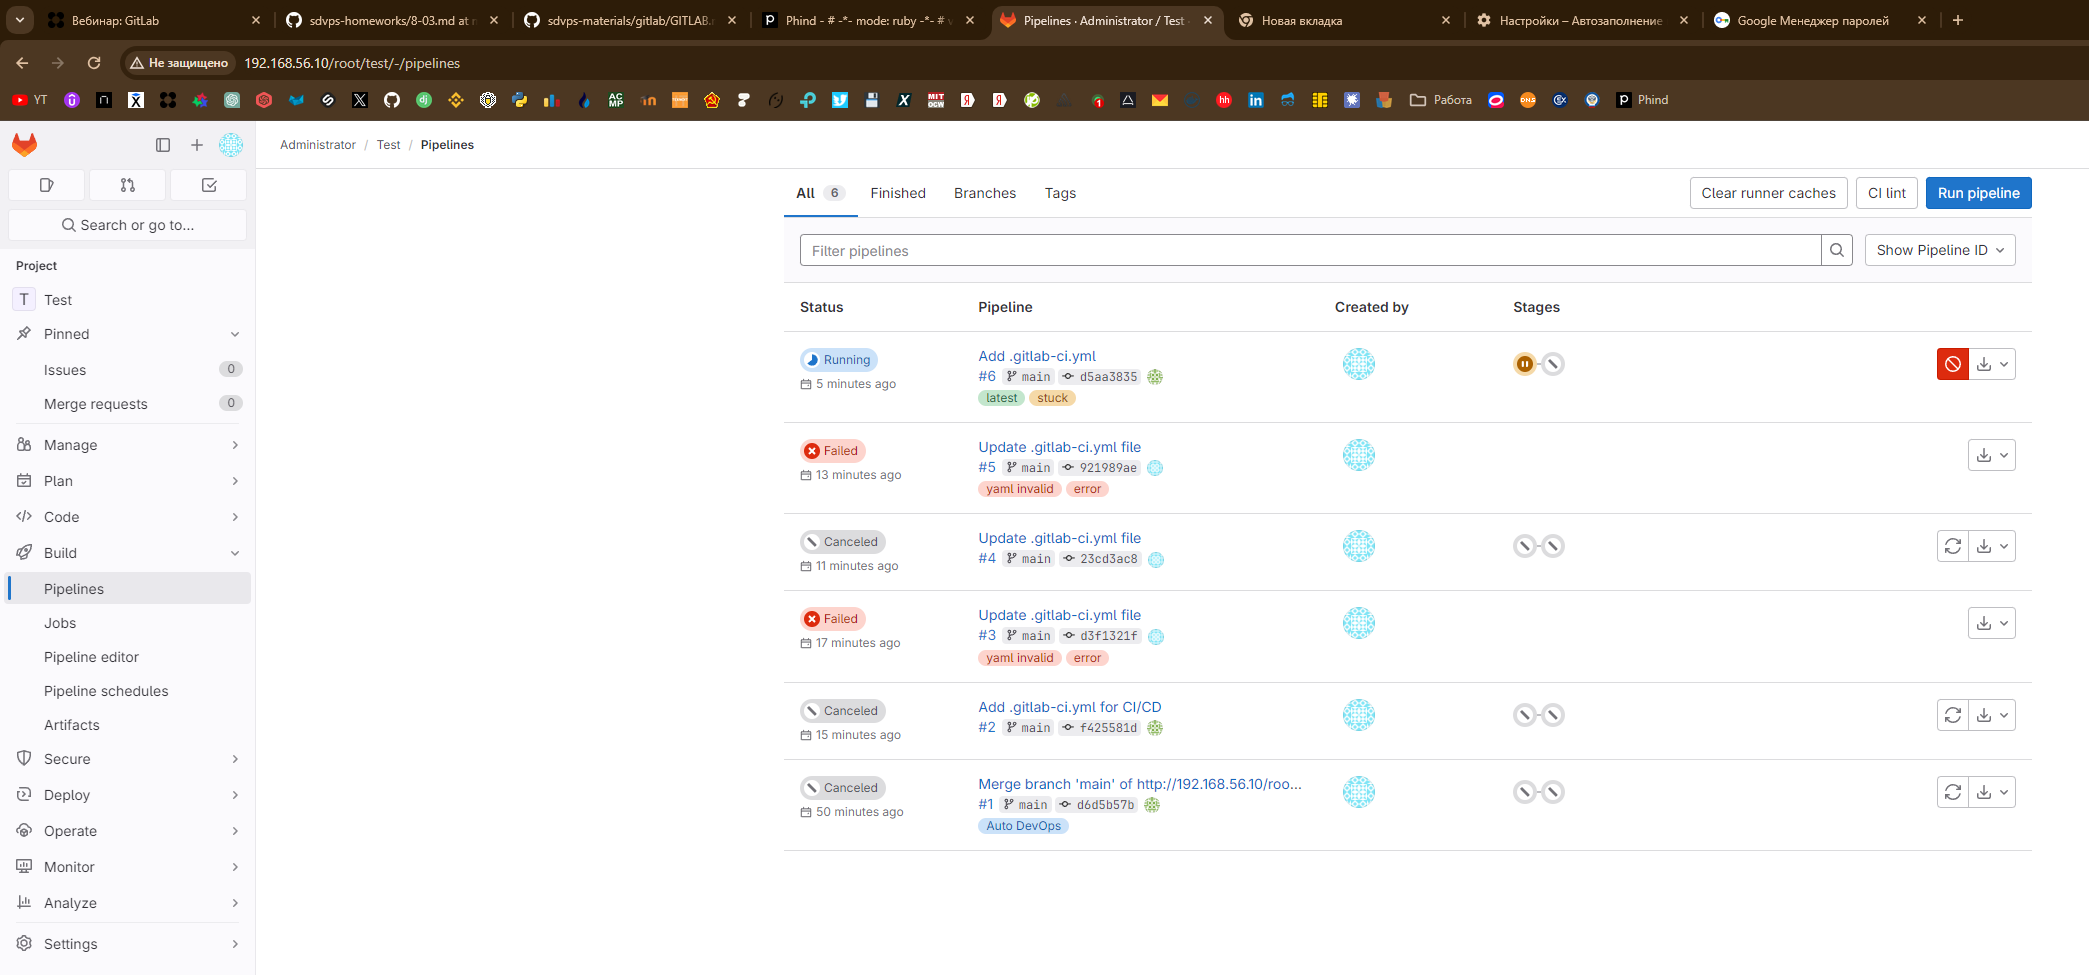 Вебинар: GitLab
sdvps-homeworks/8-03.md at
sdvps-materials/gitlab/GITLAB.
Phind - # -*- mode: ruby -*- #
Pipelines · Administrator / Test
Новая вкладка
Настройки – Автозаполнение
Google Менеджер паролей
Не защищено
192.168.56.10/root/test/-/pipelines
YT
Работа
Phind
Administrator / Test / Pipelines
Search or go to...
Project
T Test
Pinned
Issues 0
Merge requests 0
Manage
Plan
Code
Build
Pipelines
Jobs
Pipeline editor
Pipeline schedules
Artifacts
Secure
Deploy
Operate
Monitor
Analyze
Settings
All 6 Finished Branches Tags
Clear runner caches CI lint Run pipeline
Filter pipelines
Show Pipeline ID
Status Pipeline Created by Stages
Running
5 minutes ago
Add .gitlab-ci.yml
#6 main d5aa3835
latest stuck
Failed
13 minutes ago
Update .gitlab-ci.yml file
#5 main 921989ae
yaml invalid error
Canceled
11 minutes ago
Update .gitlab-ci.yml file
#4 main 23cd3ac8
Failed
17 minutes ago
Update .gitlab-ci.yml file
#3 main d3f1321f
yaml invalid error
Canceled
15 minutes ago
Add .gitlab-ci.yml for CI/CD
#2 main f425581d
Canceled
50 minutes ago
Merge branch 'main' of http://192.168.56.10/roo...
#1 main d6d5b57b
Auto DevOps